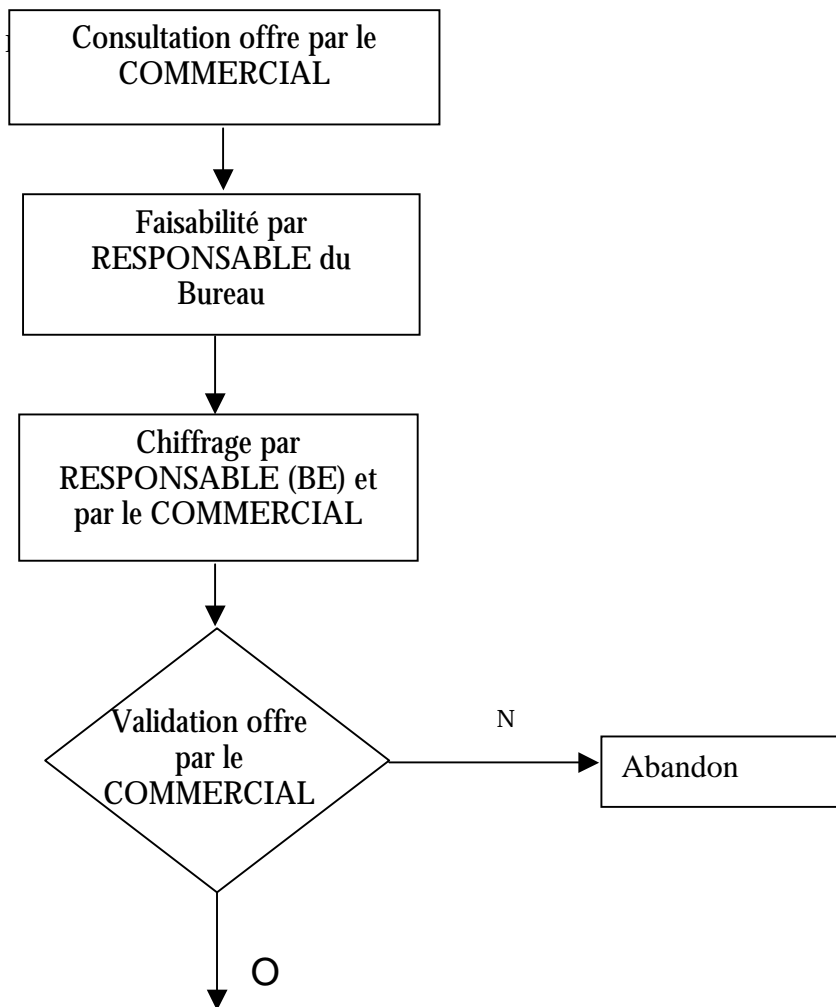 Consultation offre par le
COMMERCIAL
Faisabilité par
RESPONSABLE du
Bureau
Chiffrage par
RESPONSABLE (BE) et
par le COMMERCIAL
Validation offre
par le
COMMERCIAL
N
Abandon
O